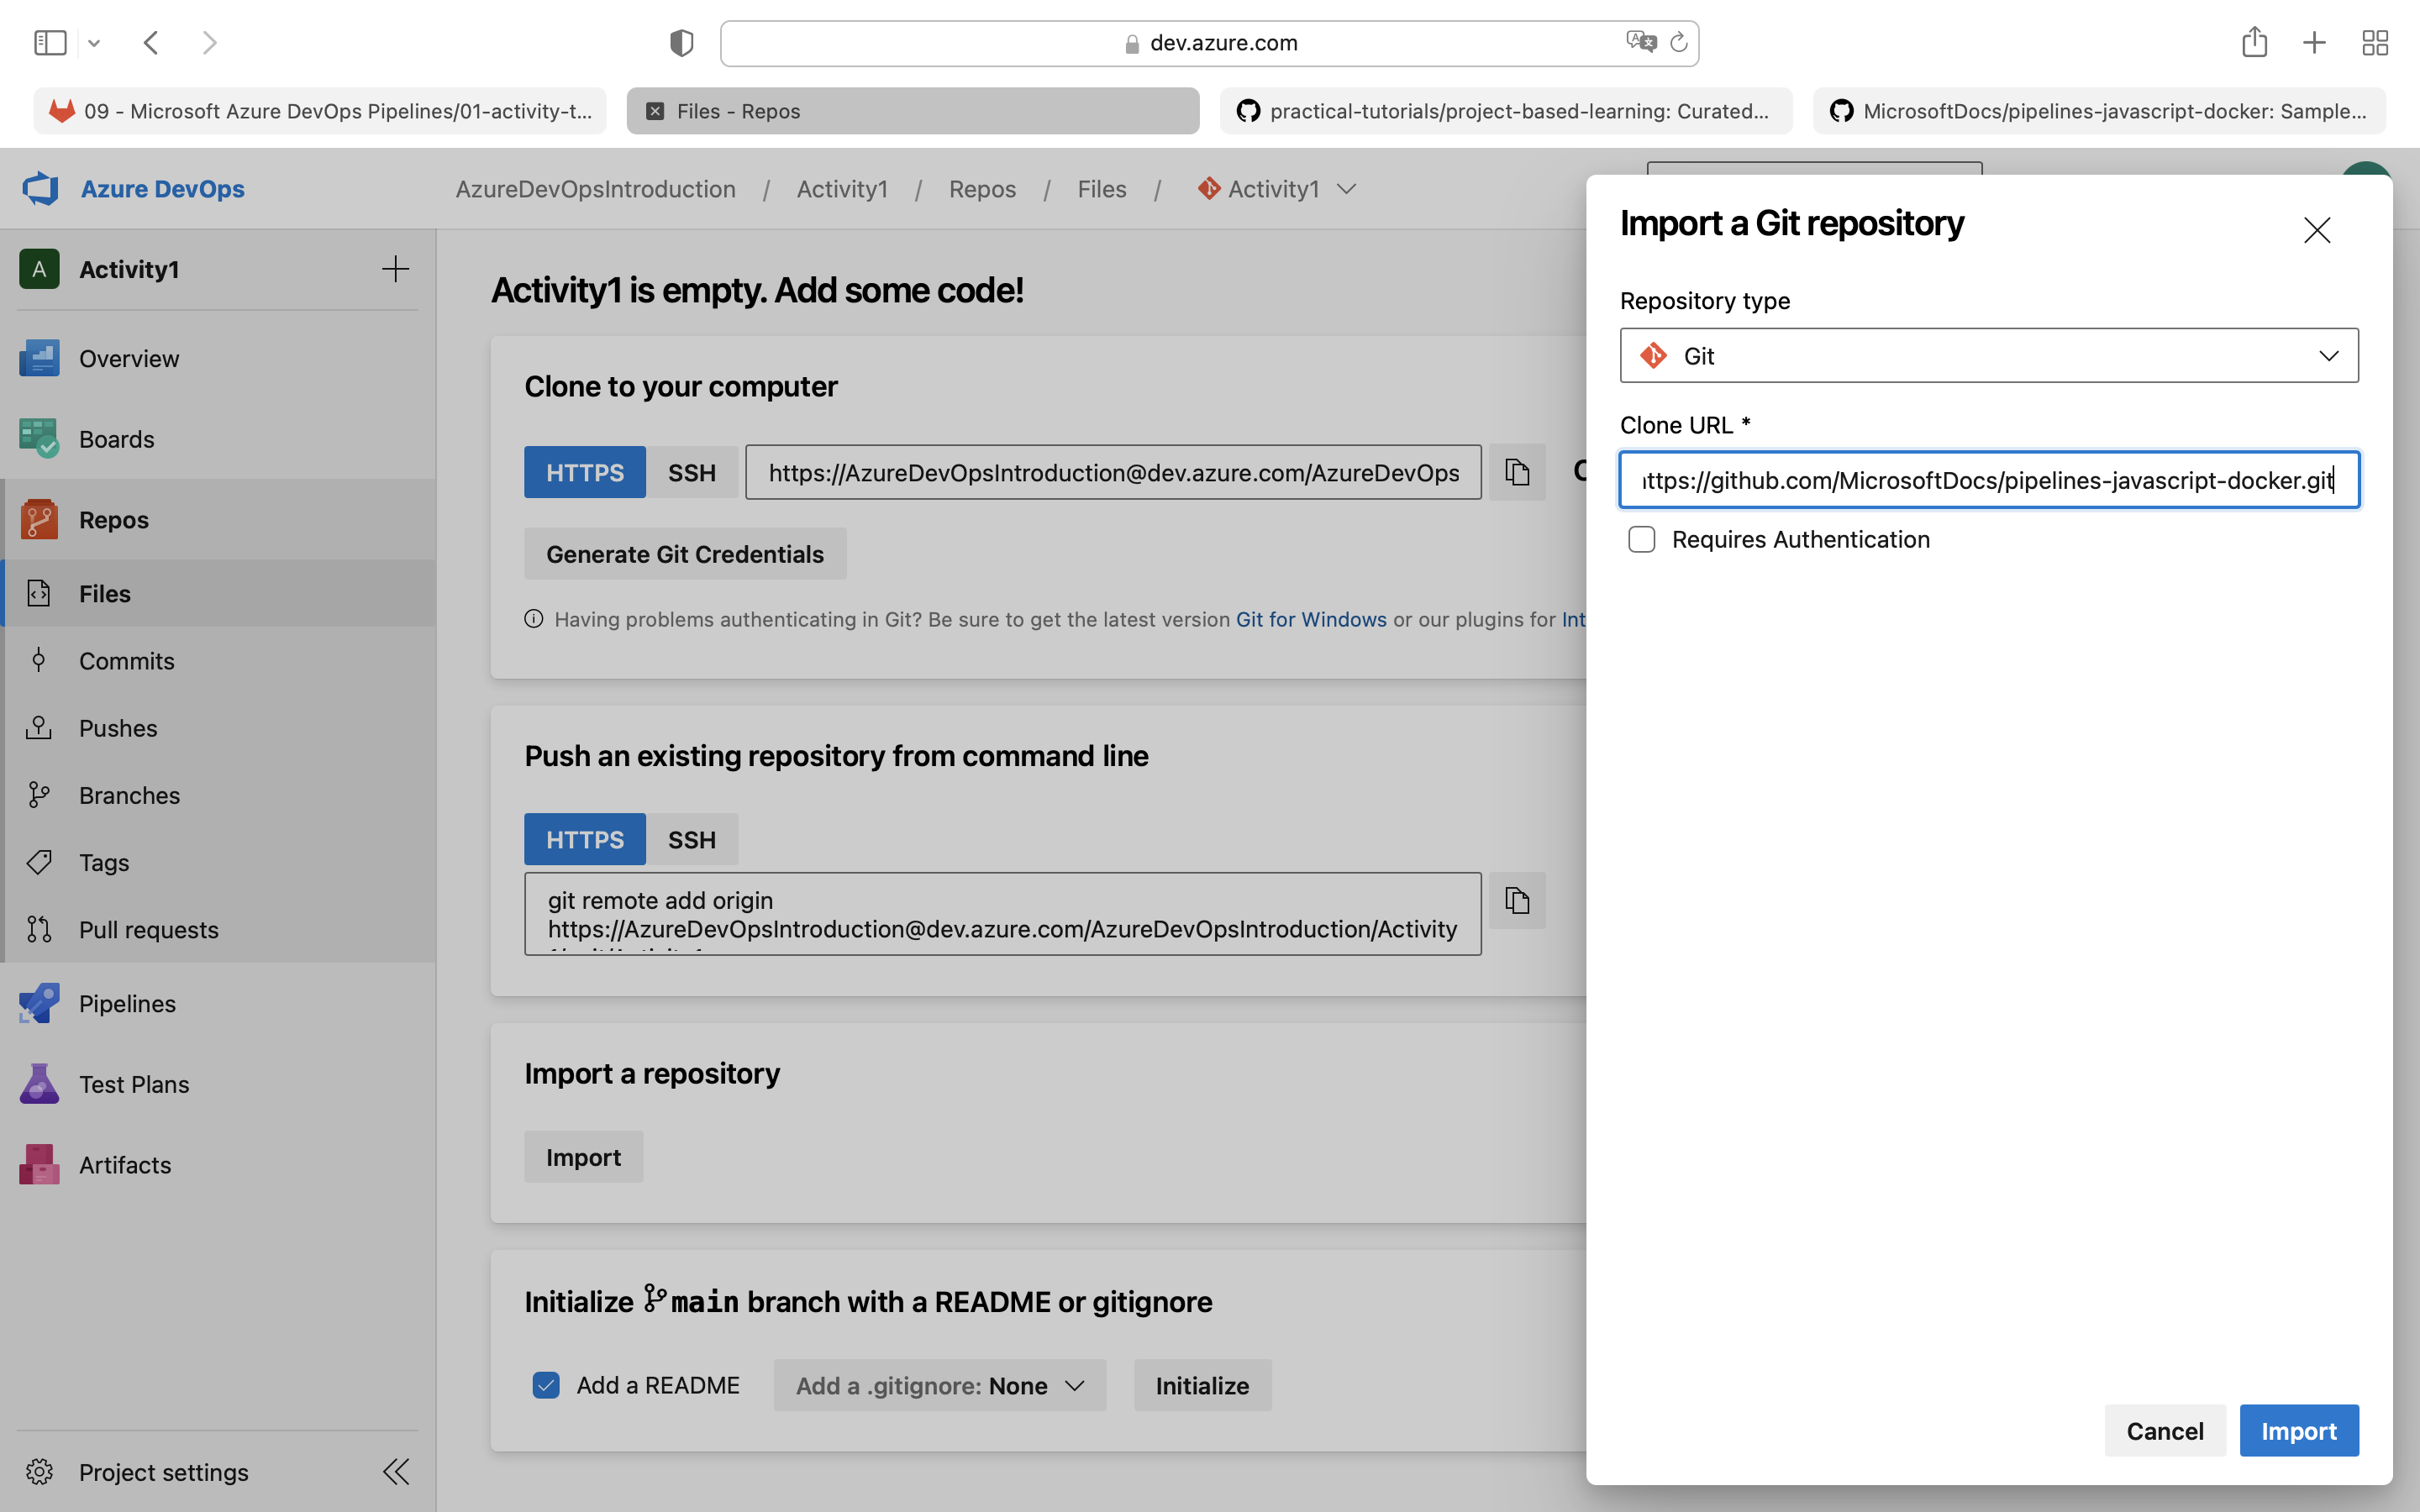 dev.azure.com
09 - Microsoft Azure DevOps Pipelines/01-activity-t...
Files - Repos
practical-tutorials/project-based-learning: Curated...
MicrosoftDocs/pipelines-javascript-docker: Sample...
Azure DevOps
AzureDevOpsIntroduction / Activity1 / Repos / Files / Activity1
A Activity1
Overview
Boards
Repos
Files
Commits
Pushes
Branches
Tags
Pull requests
Pipelines
Test Plans
Artifacts
Project settings
Activity1 is empty. Add some code!
Clone to your computer
HTTPS SSH https://AzureDevOpsIntroduction@dev.azure.com/AzureDevOps
Generate Git Credentials
Having problems authenticating in Git? Be sure to get the latest version Git for Windows or our plugins for Int
Push an existing repository from command line
HTTPS SSH
git remote add origin
https://AzureDevOpsIntroduction@dev.azure.com/AzureDevOpsIntroduction/Activity
Import a repository
Import
Initialize main branch with a README or gitignore
Add a README Add a .gitignore: None Initialize
Import a Git repository
Repository type
Git
Clone URL *
ttps://github.com/MicrosoftDocs/pipelines-javascript-docker.git
Requires Authentication
Cancel Import